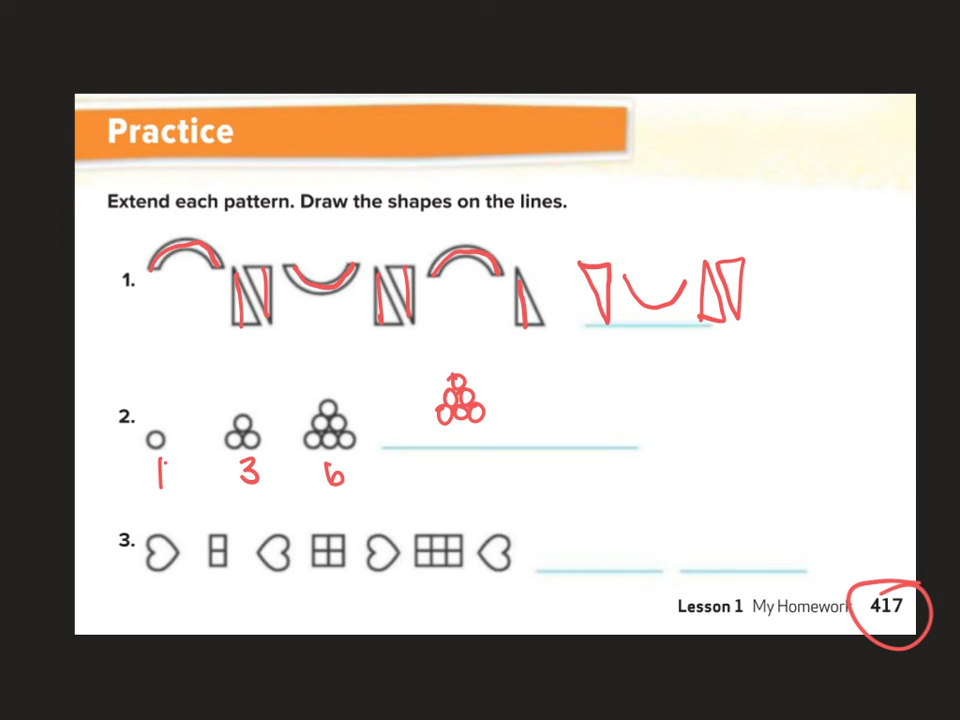 Practice
Extend each pattern. Draw the shapes on the lines.
1.
2.
1 3 6
3.
Lesson 1 My Homework 417